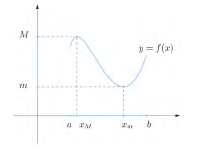 M
y = f(x)
m
a x_M x_m b